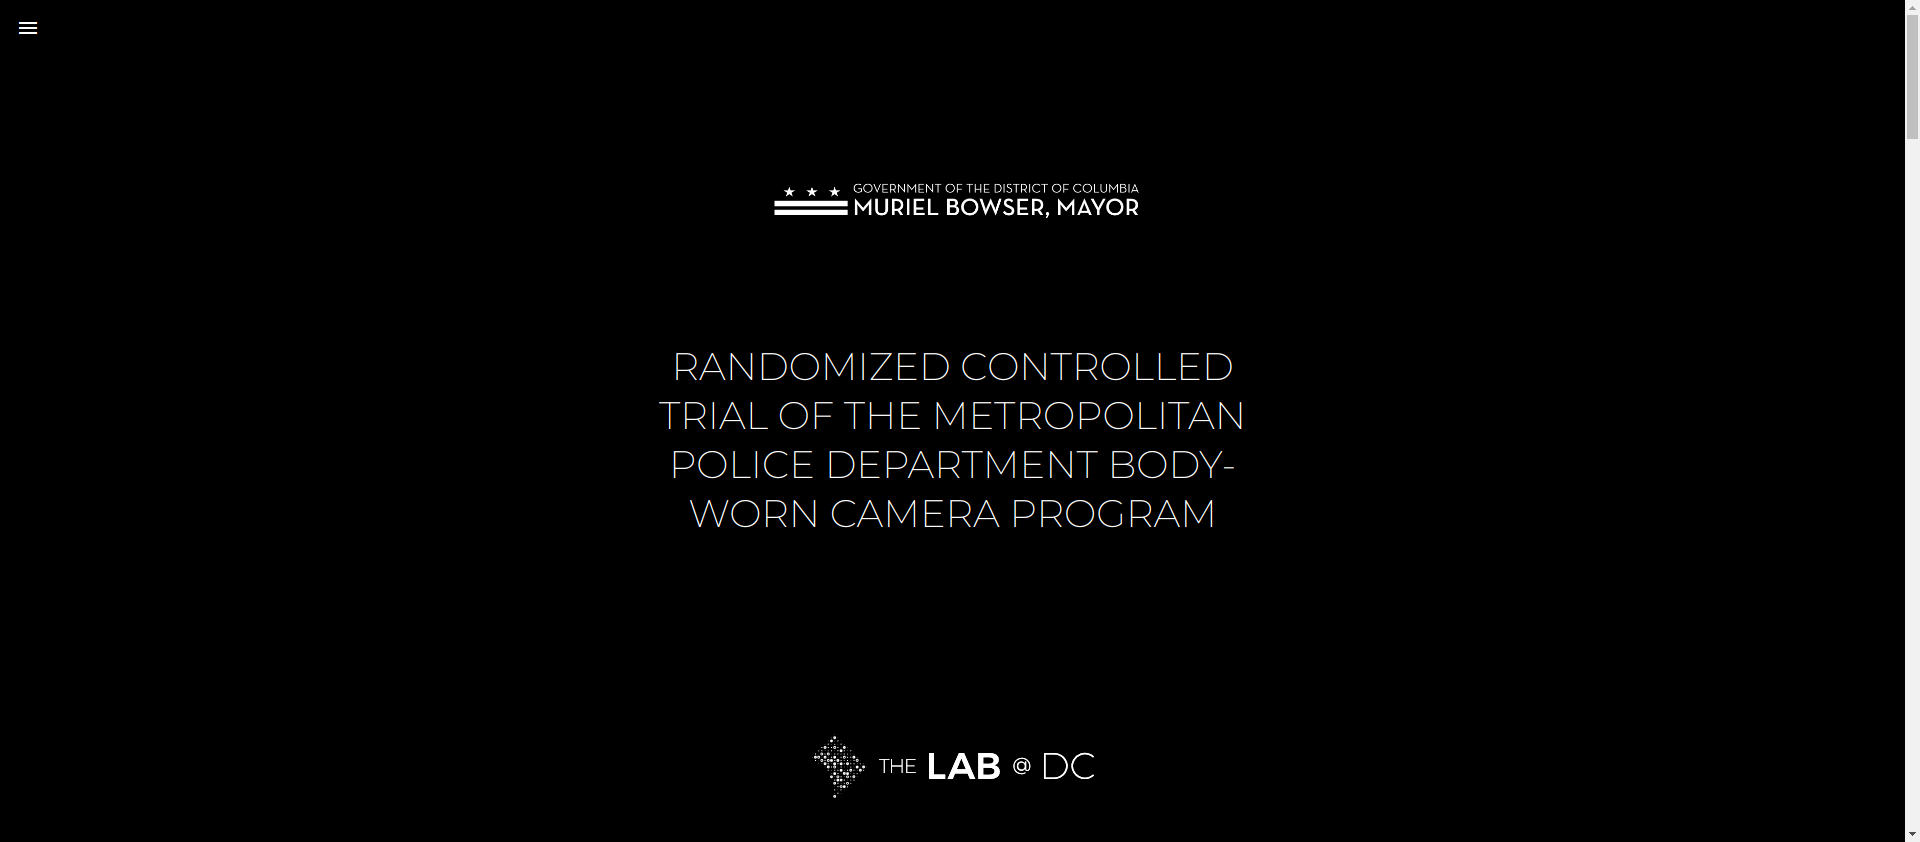 GOVERNMENT OF THE DISTRICT OF COLUMBIA
MURIEL BOWSER, MAYOR
RANDOMIZED CONTROLLED
TRIAL OF THE METROPOLITAN
POLICE DEPARTMENT BODY-
WORN CAMERA PROGRAM
THE LAB @ DC